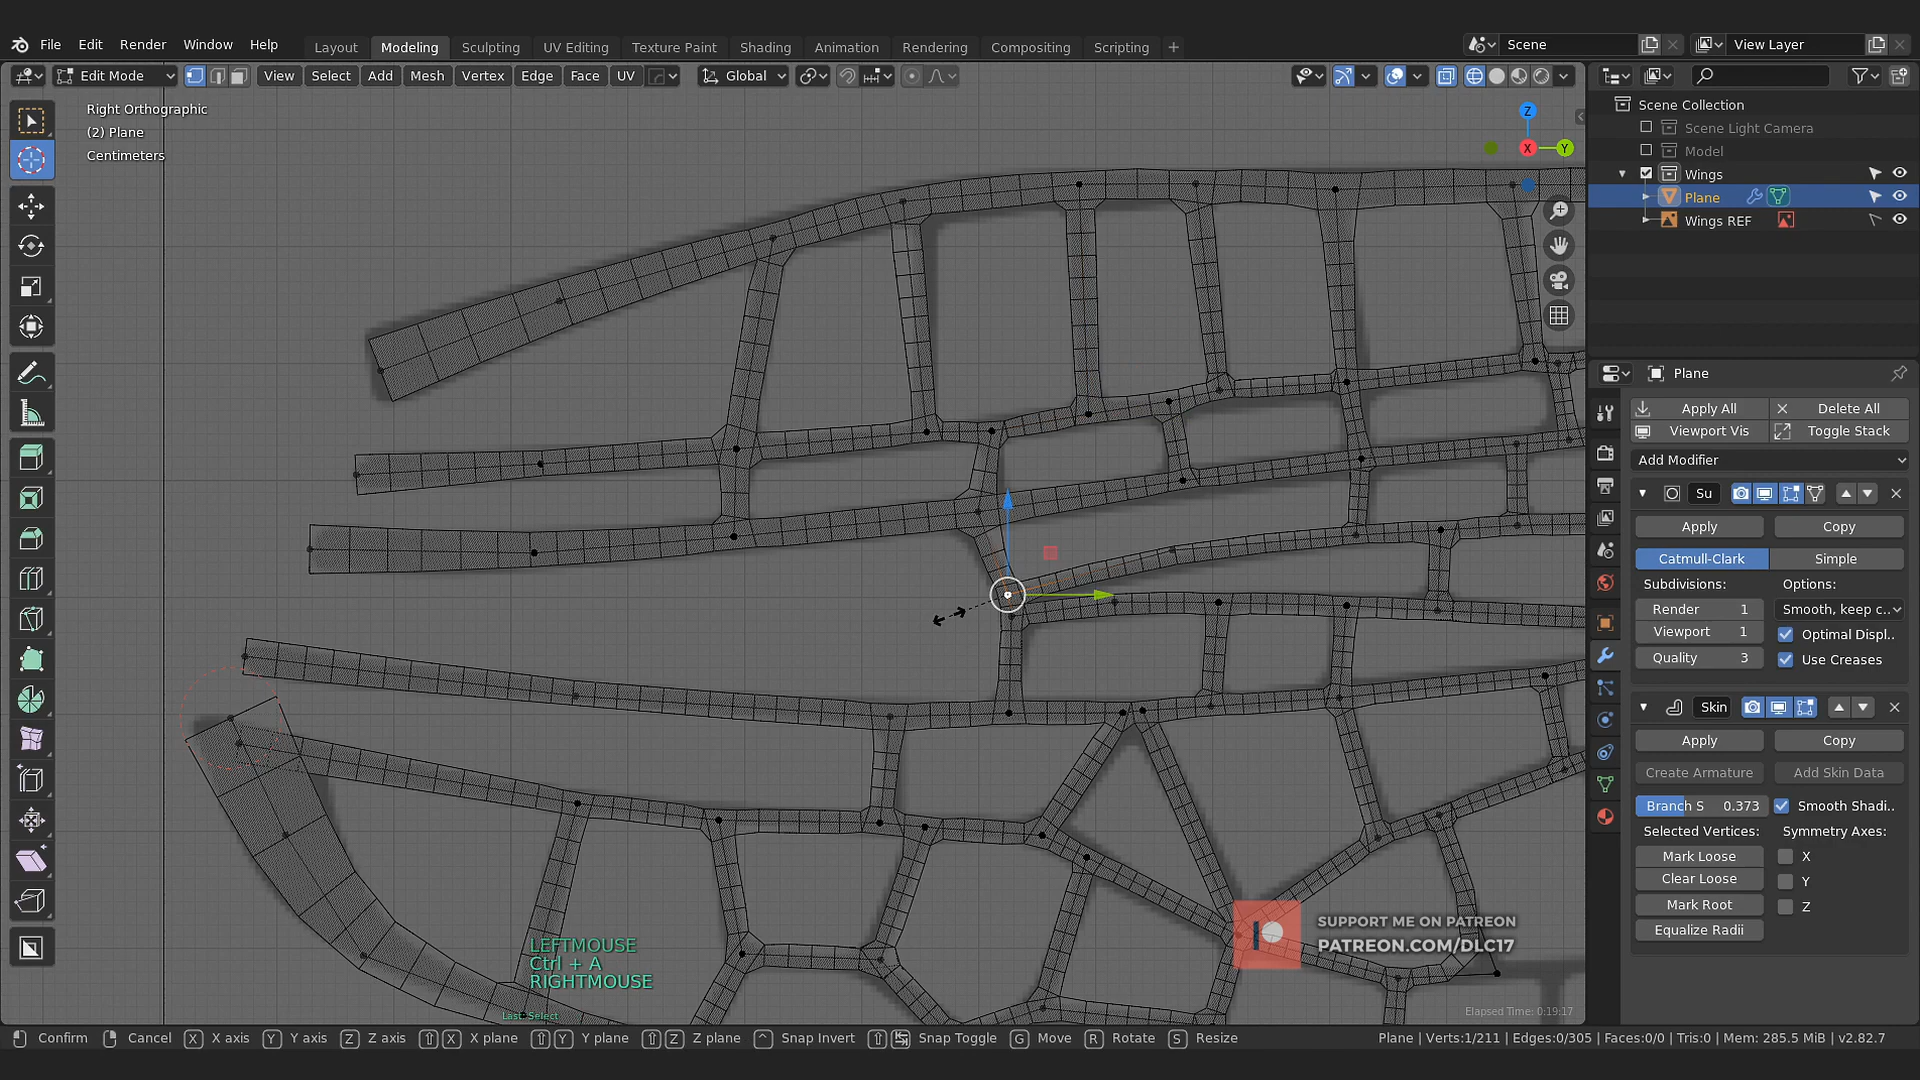 File Edit Render Window Help Layout Modeling Sculpting UV Editing Texture Paint Shading Animation Rendering Compositing Scripting + Scene View Layer
Edit Mode View Select Add Mesh Vertex Edge Face UV Global
Right Orthographic
(2) Plane
Centimeters
Z
X
Y
Scene Collection
Scene Light Camera
Model
Wings
Plane
Wings REF
Plane
Apply All Delete All
Viewport Vis Toggle Stack
Add Modifier
Su
Apply Copy
Catmull-Clark Simple
Subdivisions: Options:
Render 1 Smooth, keep c..
Viewport 1 Optimal Displ..
Quality 3 Use Creases
Skin
Apply Copy
Create Armature Add Skin Data
Branch S 0.373 Smooth Shadi..
Selected Vertices: Symmetry Axes:
Mark Loose X
Clear Loose Y
Mark Root Z
Equalize Radii
SUPPORT ME ON PATREON
PATREON.COM/DLC17
LEFTMOUSE
Ctrl + A
RIGHTMOUSE
Last: Select
Elapsed Time: 0:19:17
Confirm Cancel X X axis Y Y axis Z Z axis X X plane Y Y plane Z Z plane Snap Invert Snap Toggle G Move R Rotate S Resize Plane | Verts:1/211 | Edges:0/305 | Faces:0/0 | Tris:0 | Mem: 285.5 MiB | v2.82.7